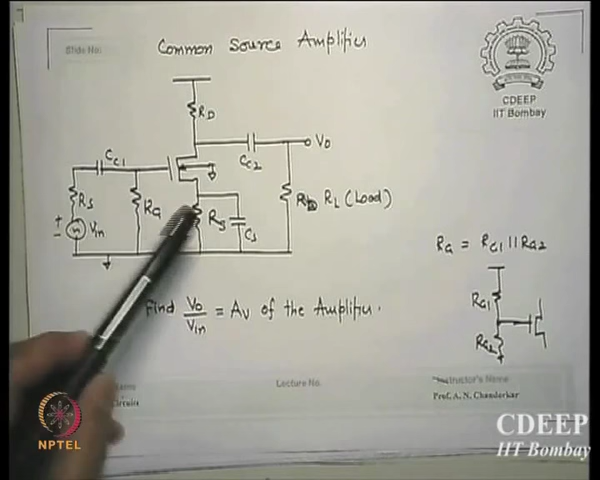 Slide No:
Common Source Amplifier
CDEEP
IIT Bombay
RD
CC1
CC2
Vo
RS
Vin
RG
RS
CS
RL (Load)
RG = RG1 || RG2
RG1
RG2
Find Vo/Vin = AV of the Amplifier.
Lecture No.
Instructor's Name
Prof. A. N. Chandorkar
NPTEL
CDEEP
IIT Bombay